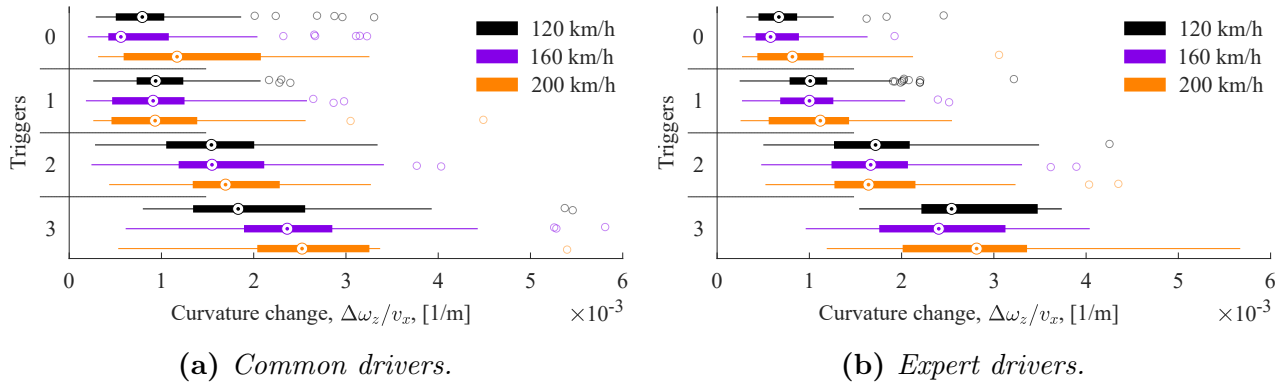 120 km/h
160 km/h
200 km/h
Triggers
0
1
2
3
0 1 2 3 4 5 6
Curvature change, Δω_z/v_x, [1/m] ×10⁻³
(a) Common drivers.
120 km/h
160 km/h
200 km/h
Triggers
0
1
2
3
0 1 2 3 4 5 6
Curvature change, Δω_z/v_x, [1/m] ×10⁻³
(b) Expert drivers.